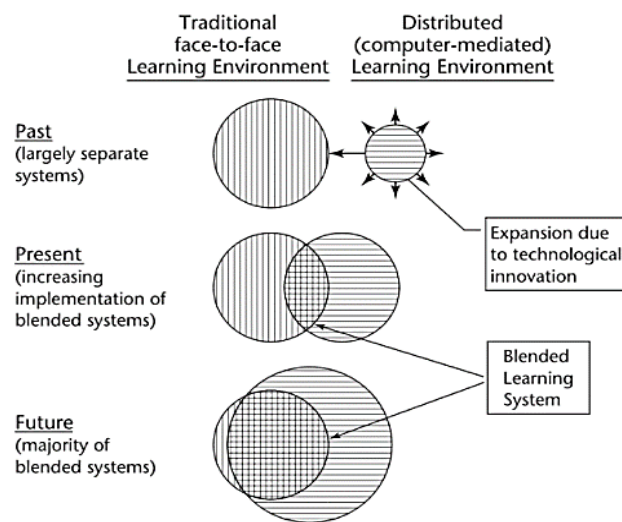 Traditional
face-to-face
Learning Environment
Distributed
(computer-mediated)
Learning Environment
Past
(largely separate
systems)
Expansion due
to technological
innovation
Present
(increasing
implementation of
blended systems)
Blended
Learning
System
Future
(majority of
blended systems)